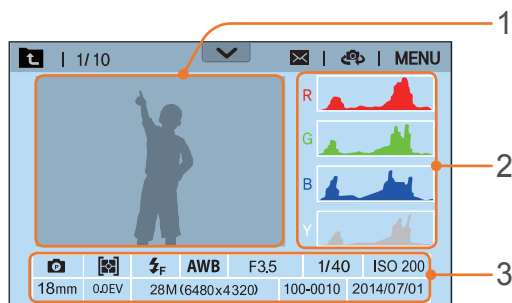 1
1/10 MENU
R
G
2
B
Y
P F AWB F3.5 1/40 ISO 200 3
18mm 0.0EV 28M (6480x4320) 100-0010 2014/07/01